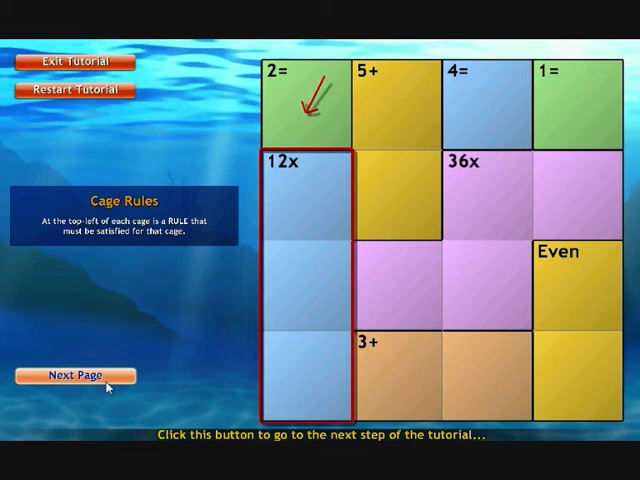 Exit Tutorial
Restart Tutorial
Cage Rules
At the top-left of each cage is a RULE that
must be satisfied for that cage.
Next Page
2=
5+
4=
1=
12x
36x
Even
3+
Click this button to go to the next step of the tutorial...